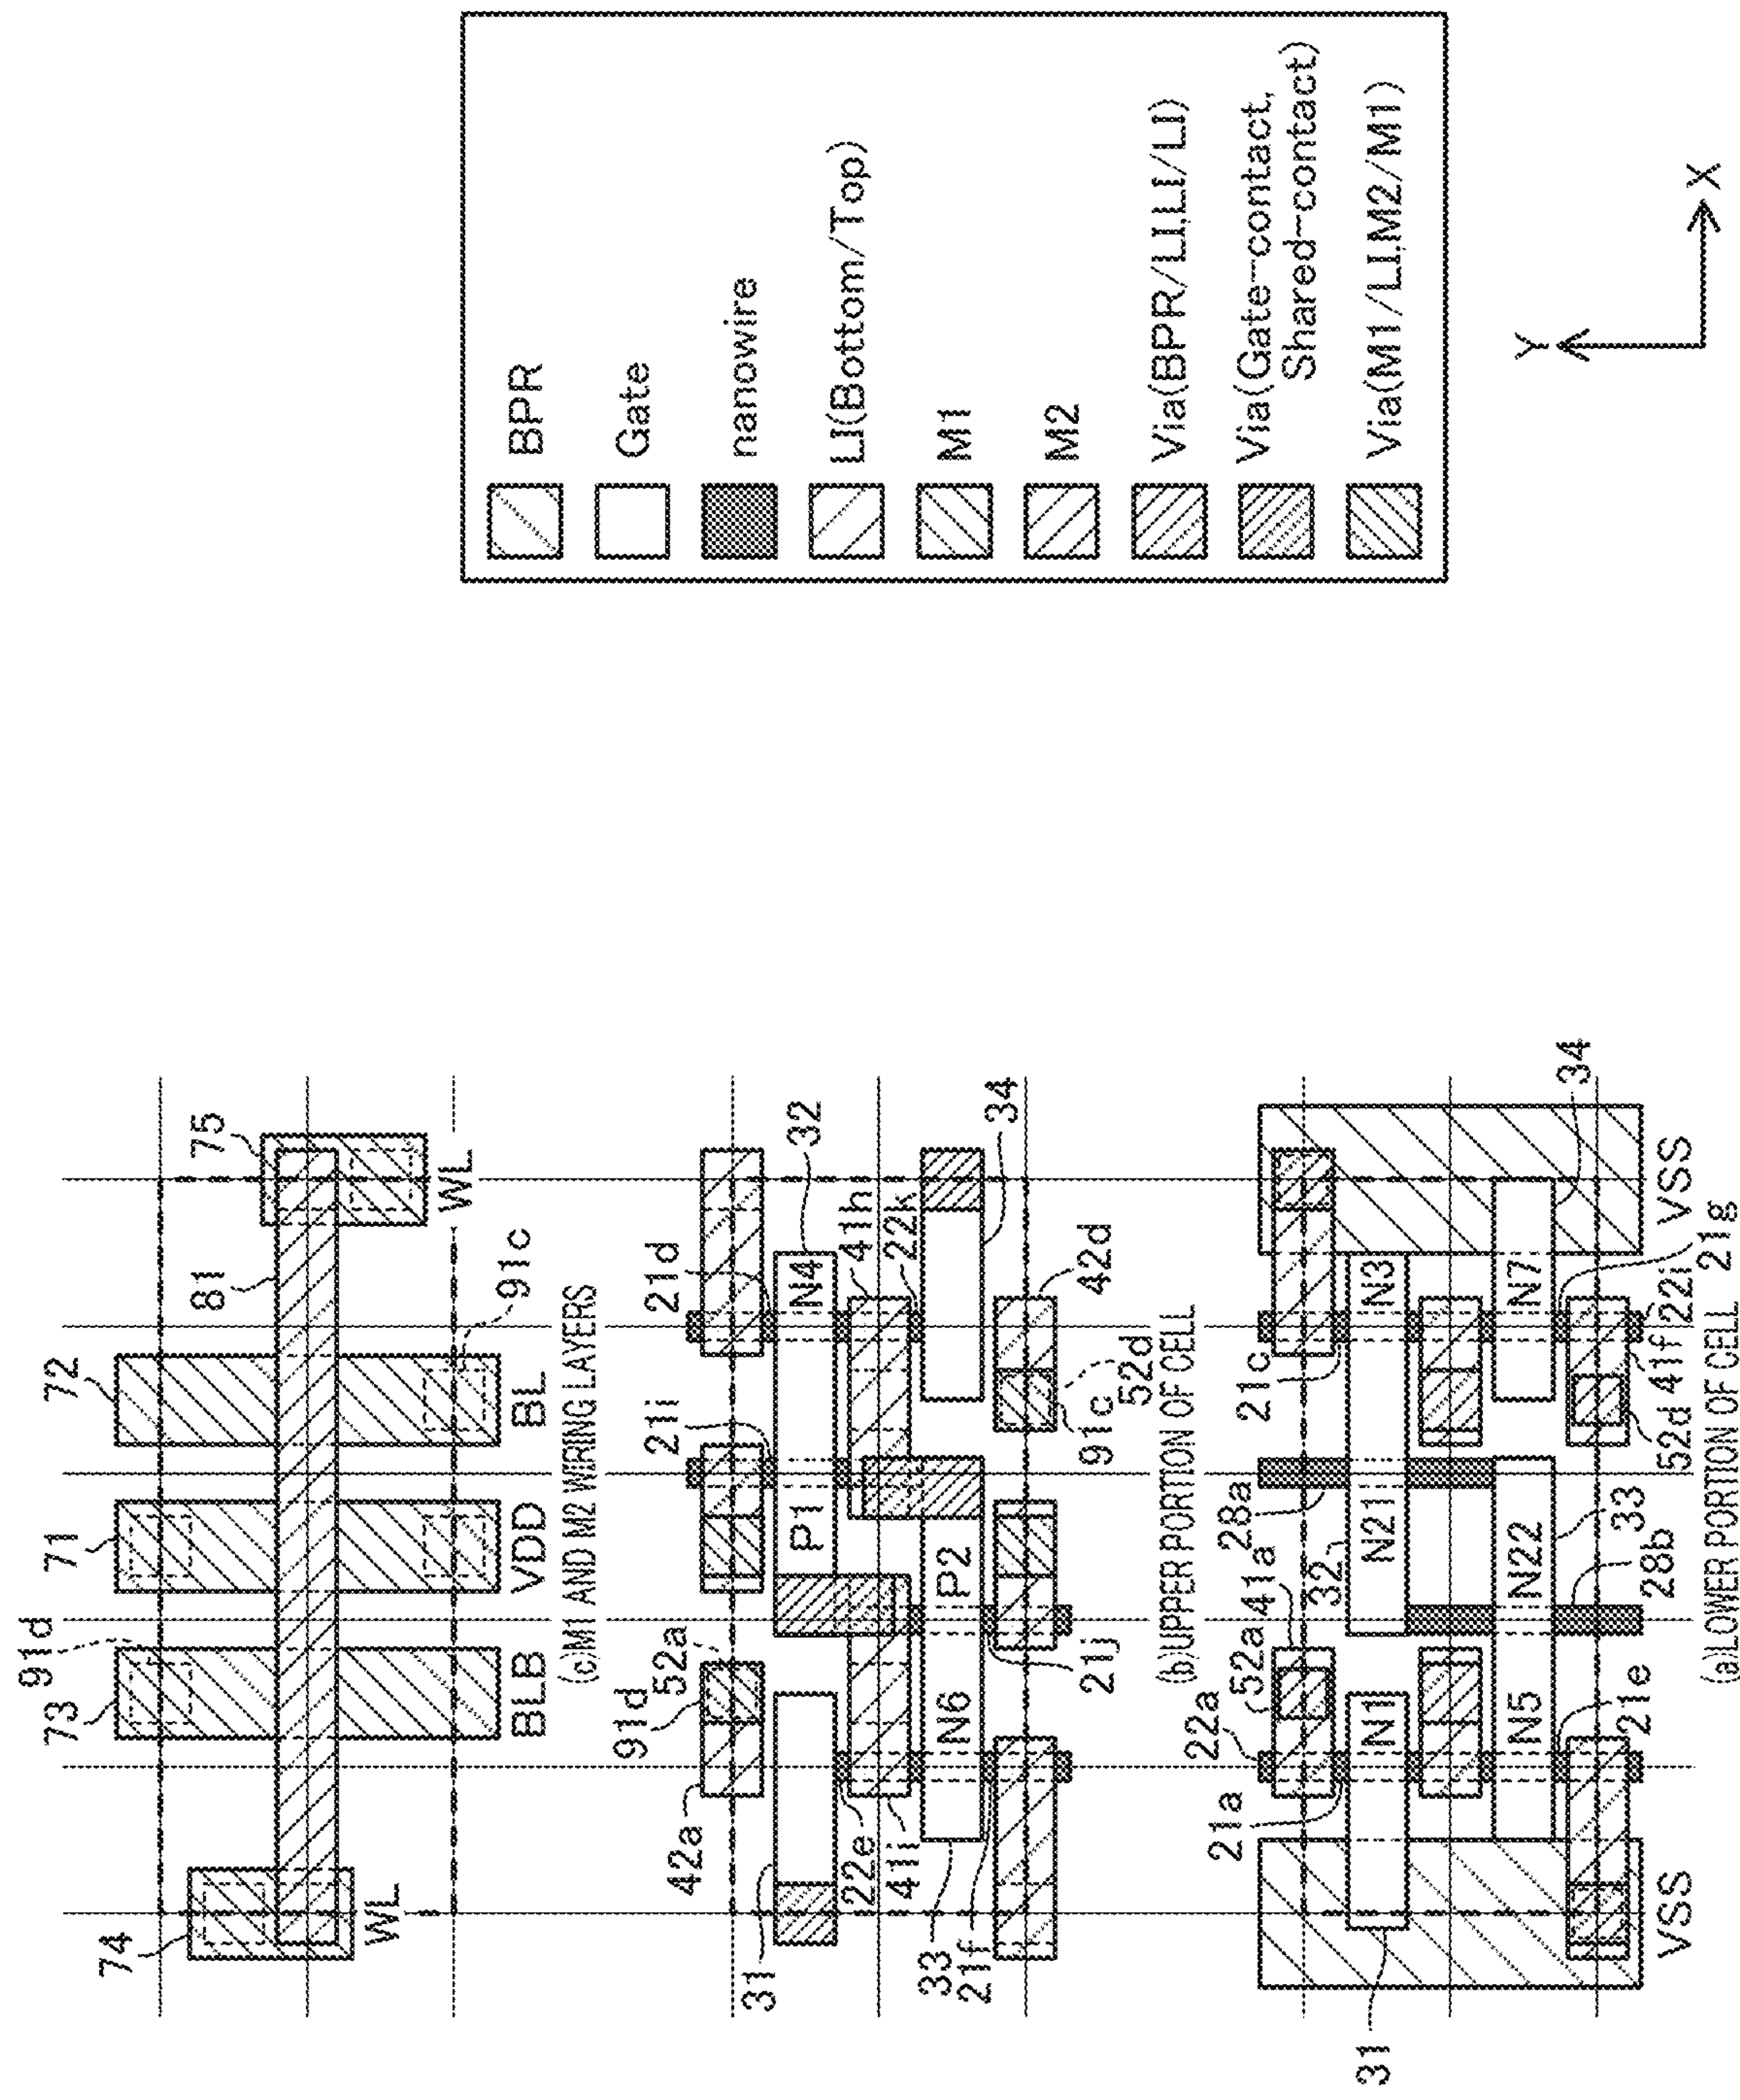 73
91d
71
72
81
75
74
WL
BLB
VDD
BL
91c
WL
(c)M1 AND M2 WIRING LAYERS
42a
91d
52a
21i
21d
32
31
P1
N4
22e
41h
41i
22k
33
N6
P2
34
21f
21j
91c
52d
42d
(b)UPPER PORTION OF CELL
21a
22a
52a
41a
28a
21c
32
31
N1
N21
N3
N5
N22
N7
34
21e
28b
33
52d
41f
22i
VSS
VSS
21g
(a)LOWER PORTION OF CELL
BPR
Gate
nanowire
LI(Bottom/Top)
M1
M2
Via(BPR/LI,LI/LI)
Via(Gate-contact,
Shared-contact)
Via(M1/LI,M2/M1)
Y
X